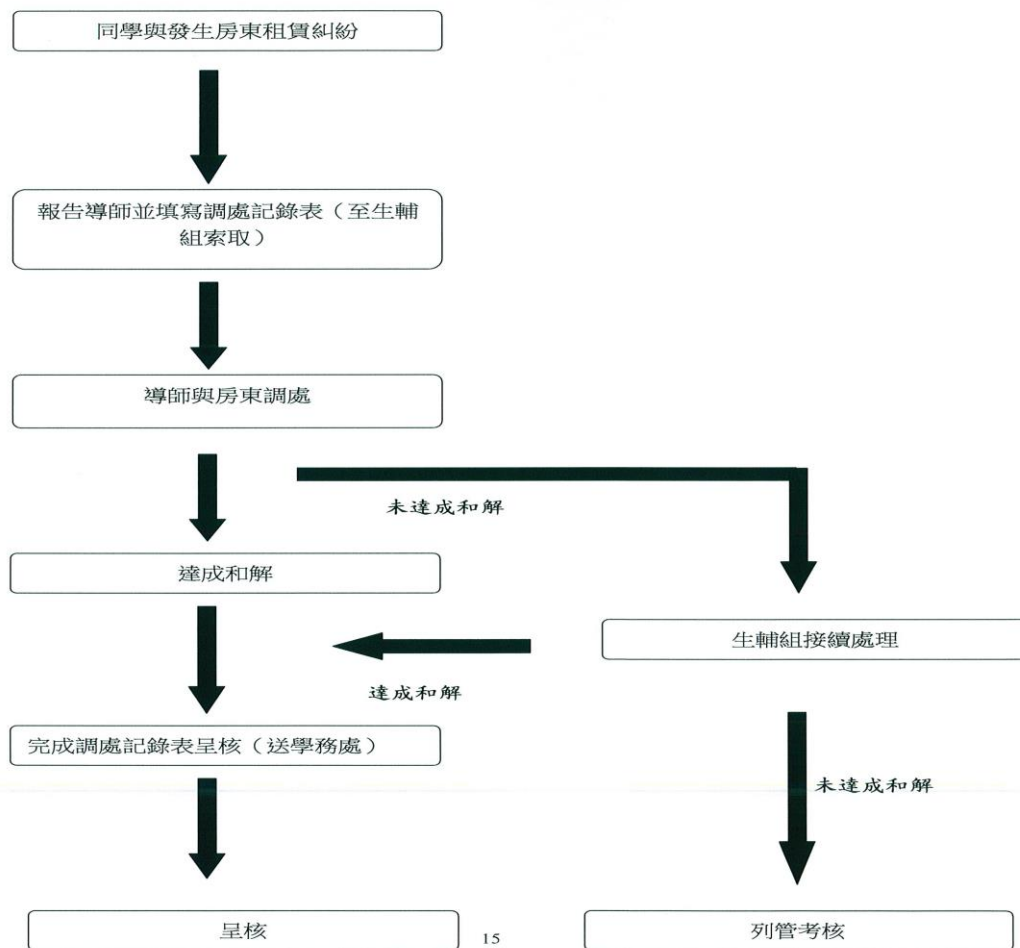 同學與發生房東租賃糾紛
報告導師並填寫調處記錄表（至生輔
組索取）
導師與房東調處
未達成和解
達成和解
生輔組接續處理
達成和解
完成調處記錄表呈核（送學務處）
未達成和解
呈核
15
列管考核